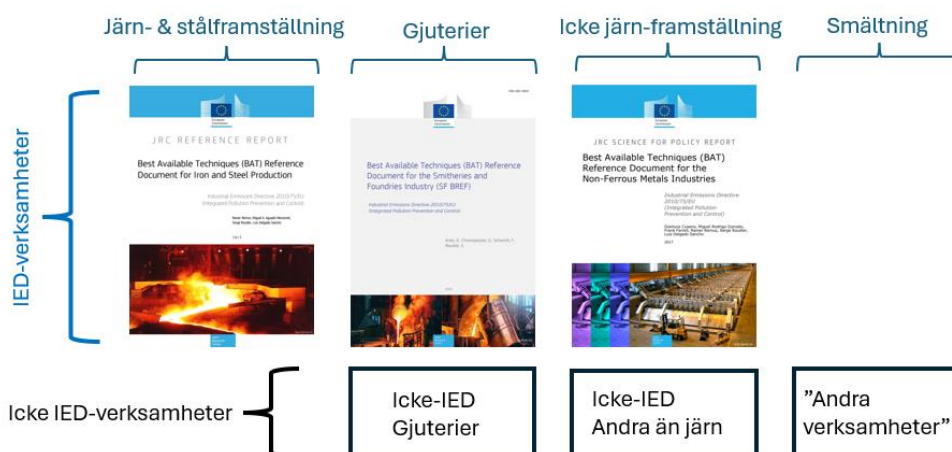 Järn- & stålframställning
Gjuterier
Icke järn-framställning
Smältning
IED-verksamheter
JRC REFERENCE REPORT
Best Available Techniques (BAT) Reference
Document for Iron and Steel Production
Industrial Emissions Directive 2010/75/EU
(Integrated Pollution Prevention and Control)
Best Available Techniques (BAT) Reference
Document for the Smitheries and
Foundries Industry (SF BREF)
Industrial Emissions Directive 2010/75/EU
(Integrated Pollution Prevention and Control)
JRC SCIENCE FOR POLICY REPORT
Best Available Techniques (BAT)
Reference Document for the
Non-Ferrous Metals Industries
Industrial Emissions Directive
2010/75/EU
(Integrated Pollution
Prevention and Control)
2017
Icke IED-verksamheter
Icke-IED
Gjuterier
Icke-IED
Andra än järn
"Andra
verksamheter"